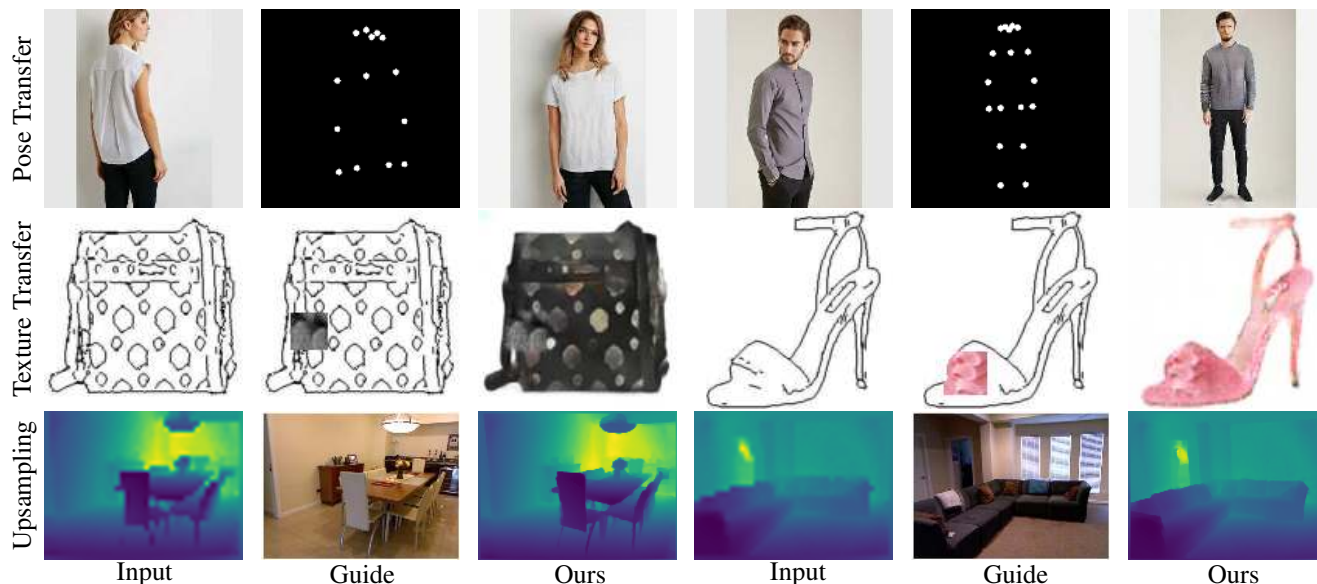 Pose Transfer
Texture Transfer
Upsampling
Input Guide Ours Input Guide Ours